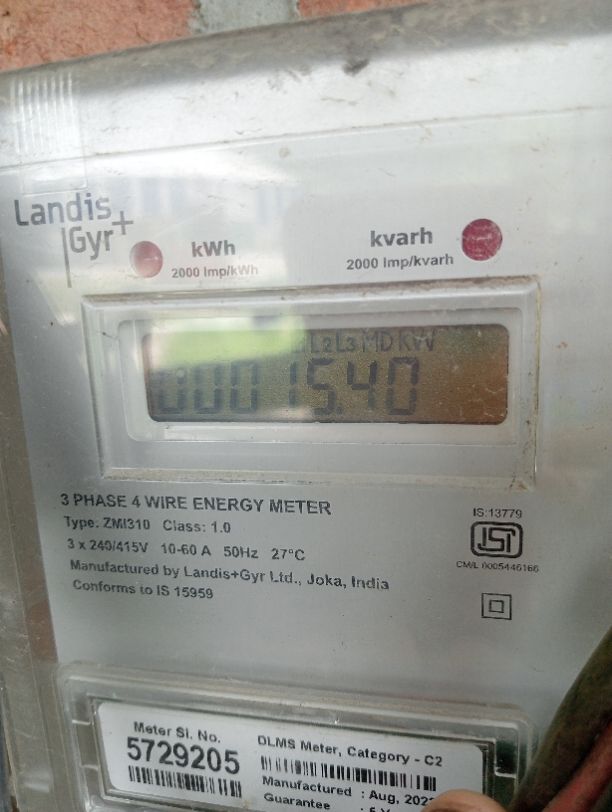 Landis
Gyr+
kWh
2000 Imp/kWh
kvarh
2000 Imp/kvarh
L2L3 MD KW
000015.40
3 PHASE 4 WIRE ENERGY METER
Type: ZMI310 Class: 1.0
3 x 240/415V 10-60 A 50Hz 27°C
Manufactured by Landis+Gyr Ltd., Joka, India
Conforms to IS 15959
IS:13779
ISI
CM/L 0005446166
Meter Sl. No.
5729205
DLMS Meter, Category - C2
Manufactured : Aug,
Guarantee :